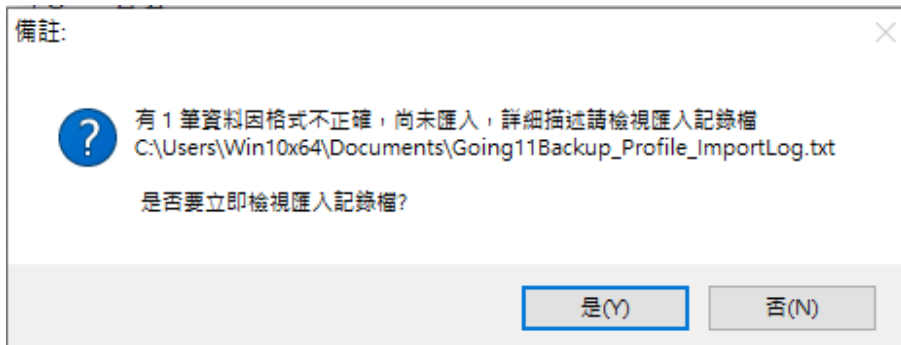 備註:
有 1 筆資料因格式不正確，尚未匯入，詳細描述請檢視匯入記錄檔
C:\Users\Win10x64\Documents\Going11Backup_Profile_ImportLog.txt
是否要立即檢視匯入記錄檔?
是(Y)
否(N)